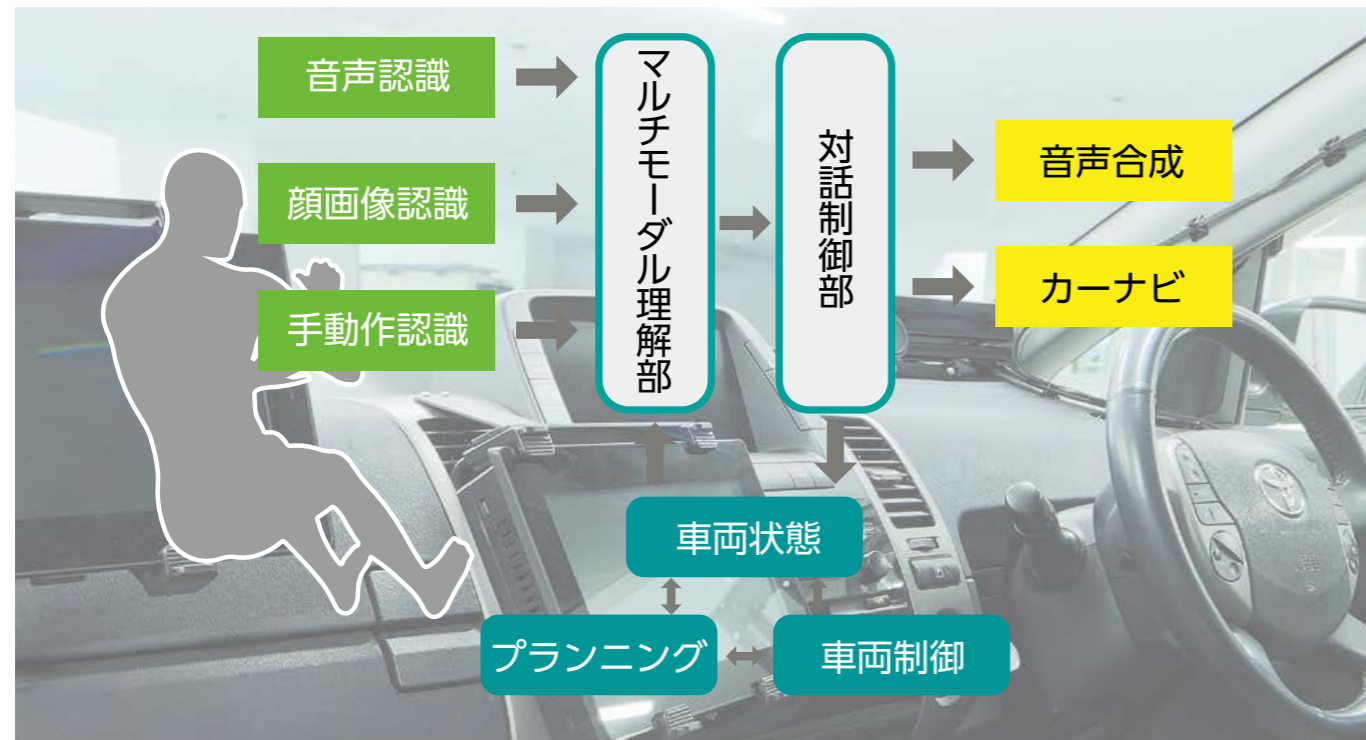 音声認識
顔画像認識
手動作認識
マルチモーダル理解部
対話制御部
音声合成
カーナビ
車両状態
プランニング
車両制御